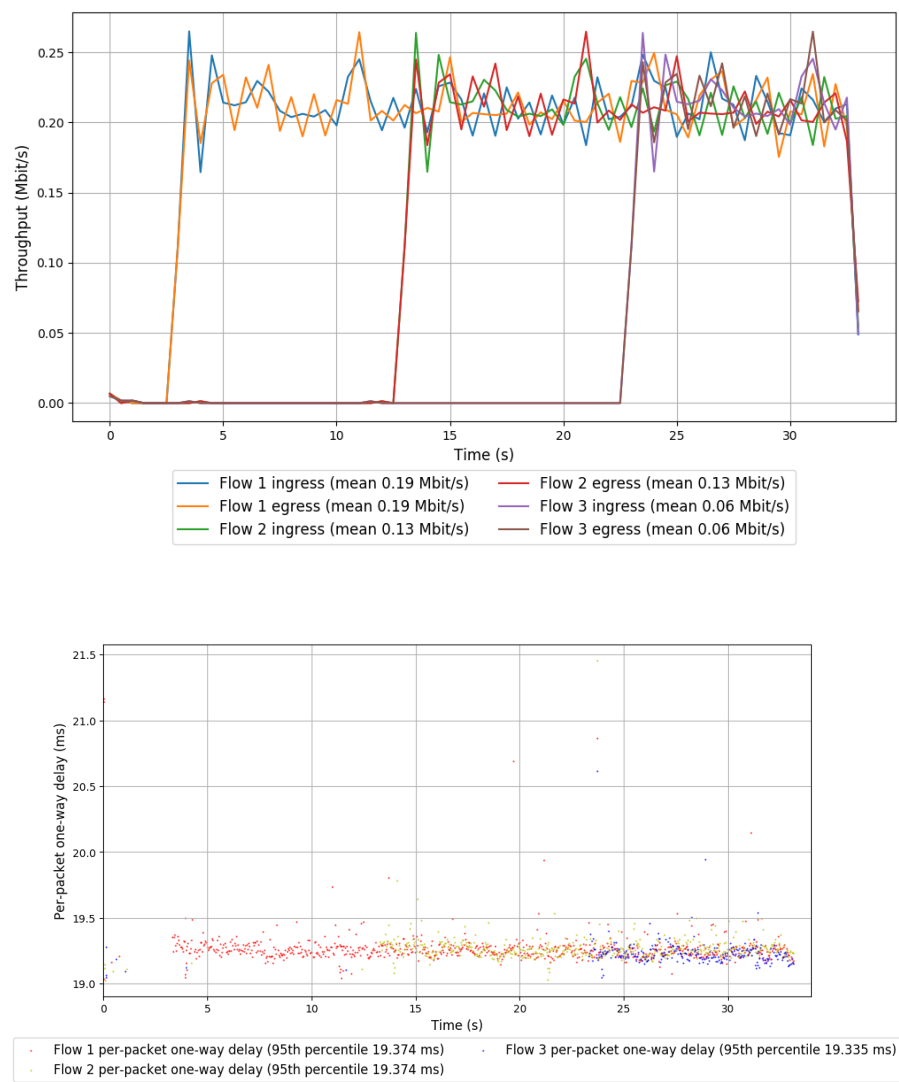 0.25
0.20
0.15
0.10
0.05
0.00
Throughput (Mbit/s)
0 5 10 15 20 25 30
Time (s)
Flow 1 ingress (mean 0.19 Mbit/s) Flow 2 egress (mean 0.13 Mbit/s)
Flow 1 egress (mean 0.19 Mbit/s) Flow 3 ingress (mean 0.06 Mbit/s)
Flow 2 ingress (mean 0.13 Mbit/s) Flow 3 egress (mean 0.06 Mbit/s)
21.5
21.0
20.5
20.0
19.5
19.0
Per-packet one-way delay (ms)
0 5 10 15 20 25 30
Time (s)
Flow 1 per-packet one-way delay (95th percentile 19.374 ms) Flow 3 per-packet one-way delay (95th percentile 19.335 ms)
Flow 2 per-packet one-way delay (95th percentile 19.374 ms)